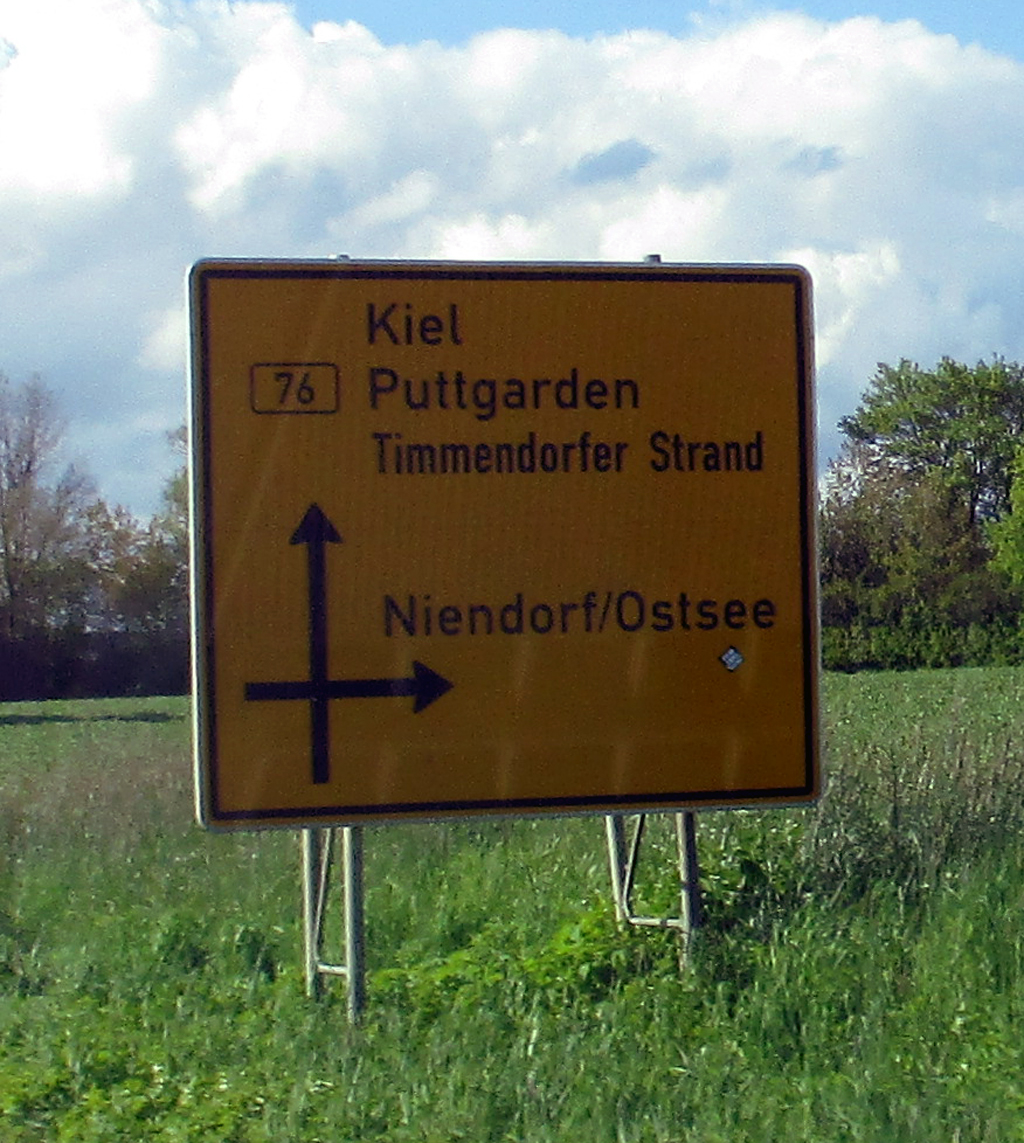 Kiel
76 Puttgarden
Timmendorfer Strand
Niendorf/Ostsee